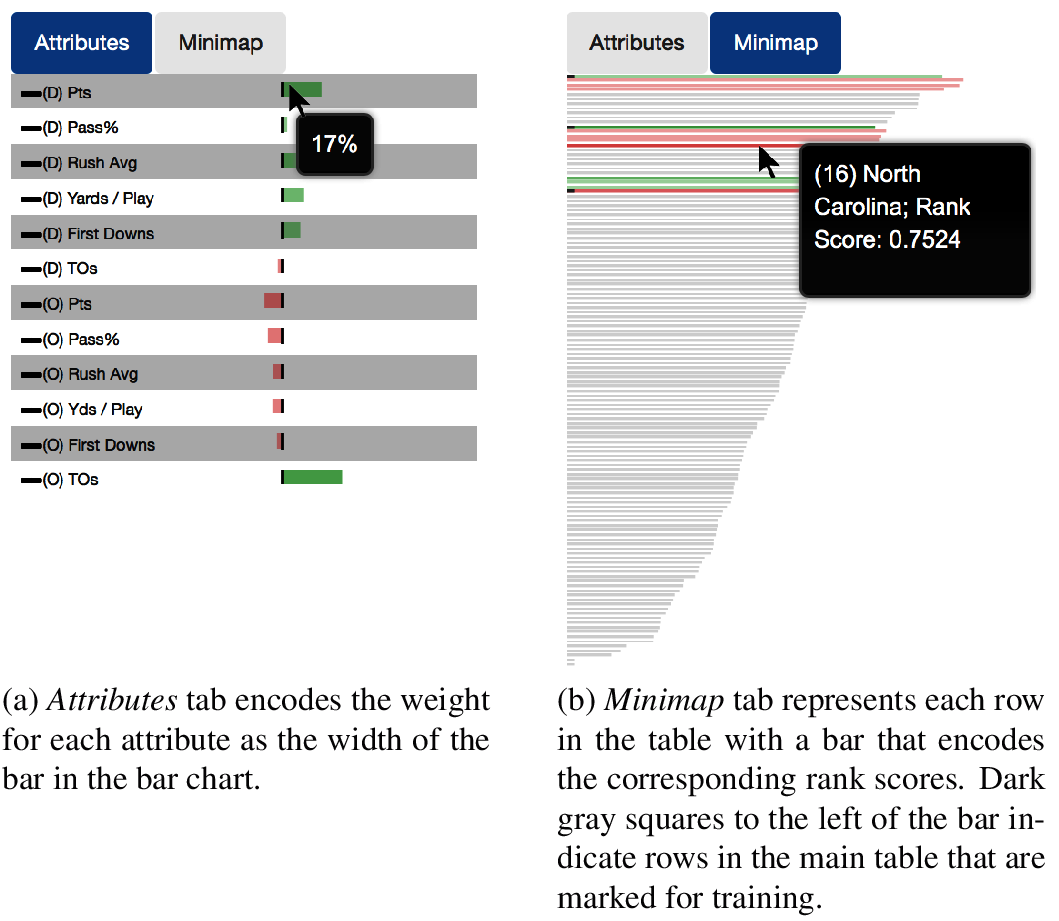 Attributes
Minimap
(D) Pts
(D) Pass%
17%
(D) Rush Avg
(D) Yards / Play
(D) First Downs
(D) TOs
(O) Pts
(O) Pass%
(O) Rush Avg
(O) Yds / Play
(O) First Downs
(O) TOs
(a) Attributes tab encodes the weight
for each attribute as the width of the
bar in the bar chart.
Attributes
Minimap
(16) North
Carolina; Rank
Score: 0.7524
(b) Minimap tab represents each row
in the table with a bar that encodes
the corresponding rank scores. Dark
gray squares to the left of the bar in-
dicate rows in the main table that are
marked for training.